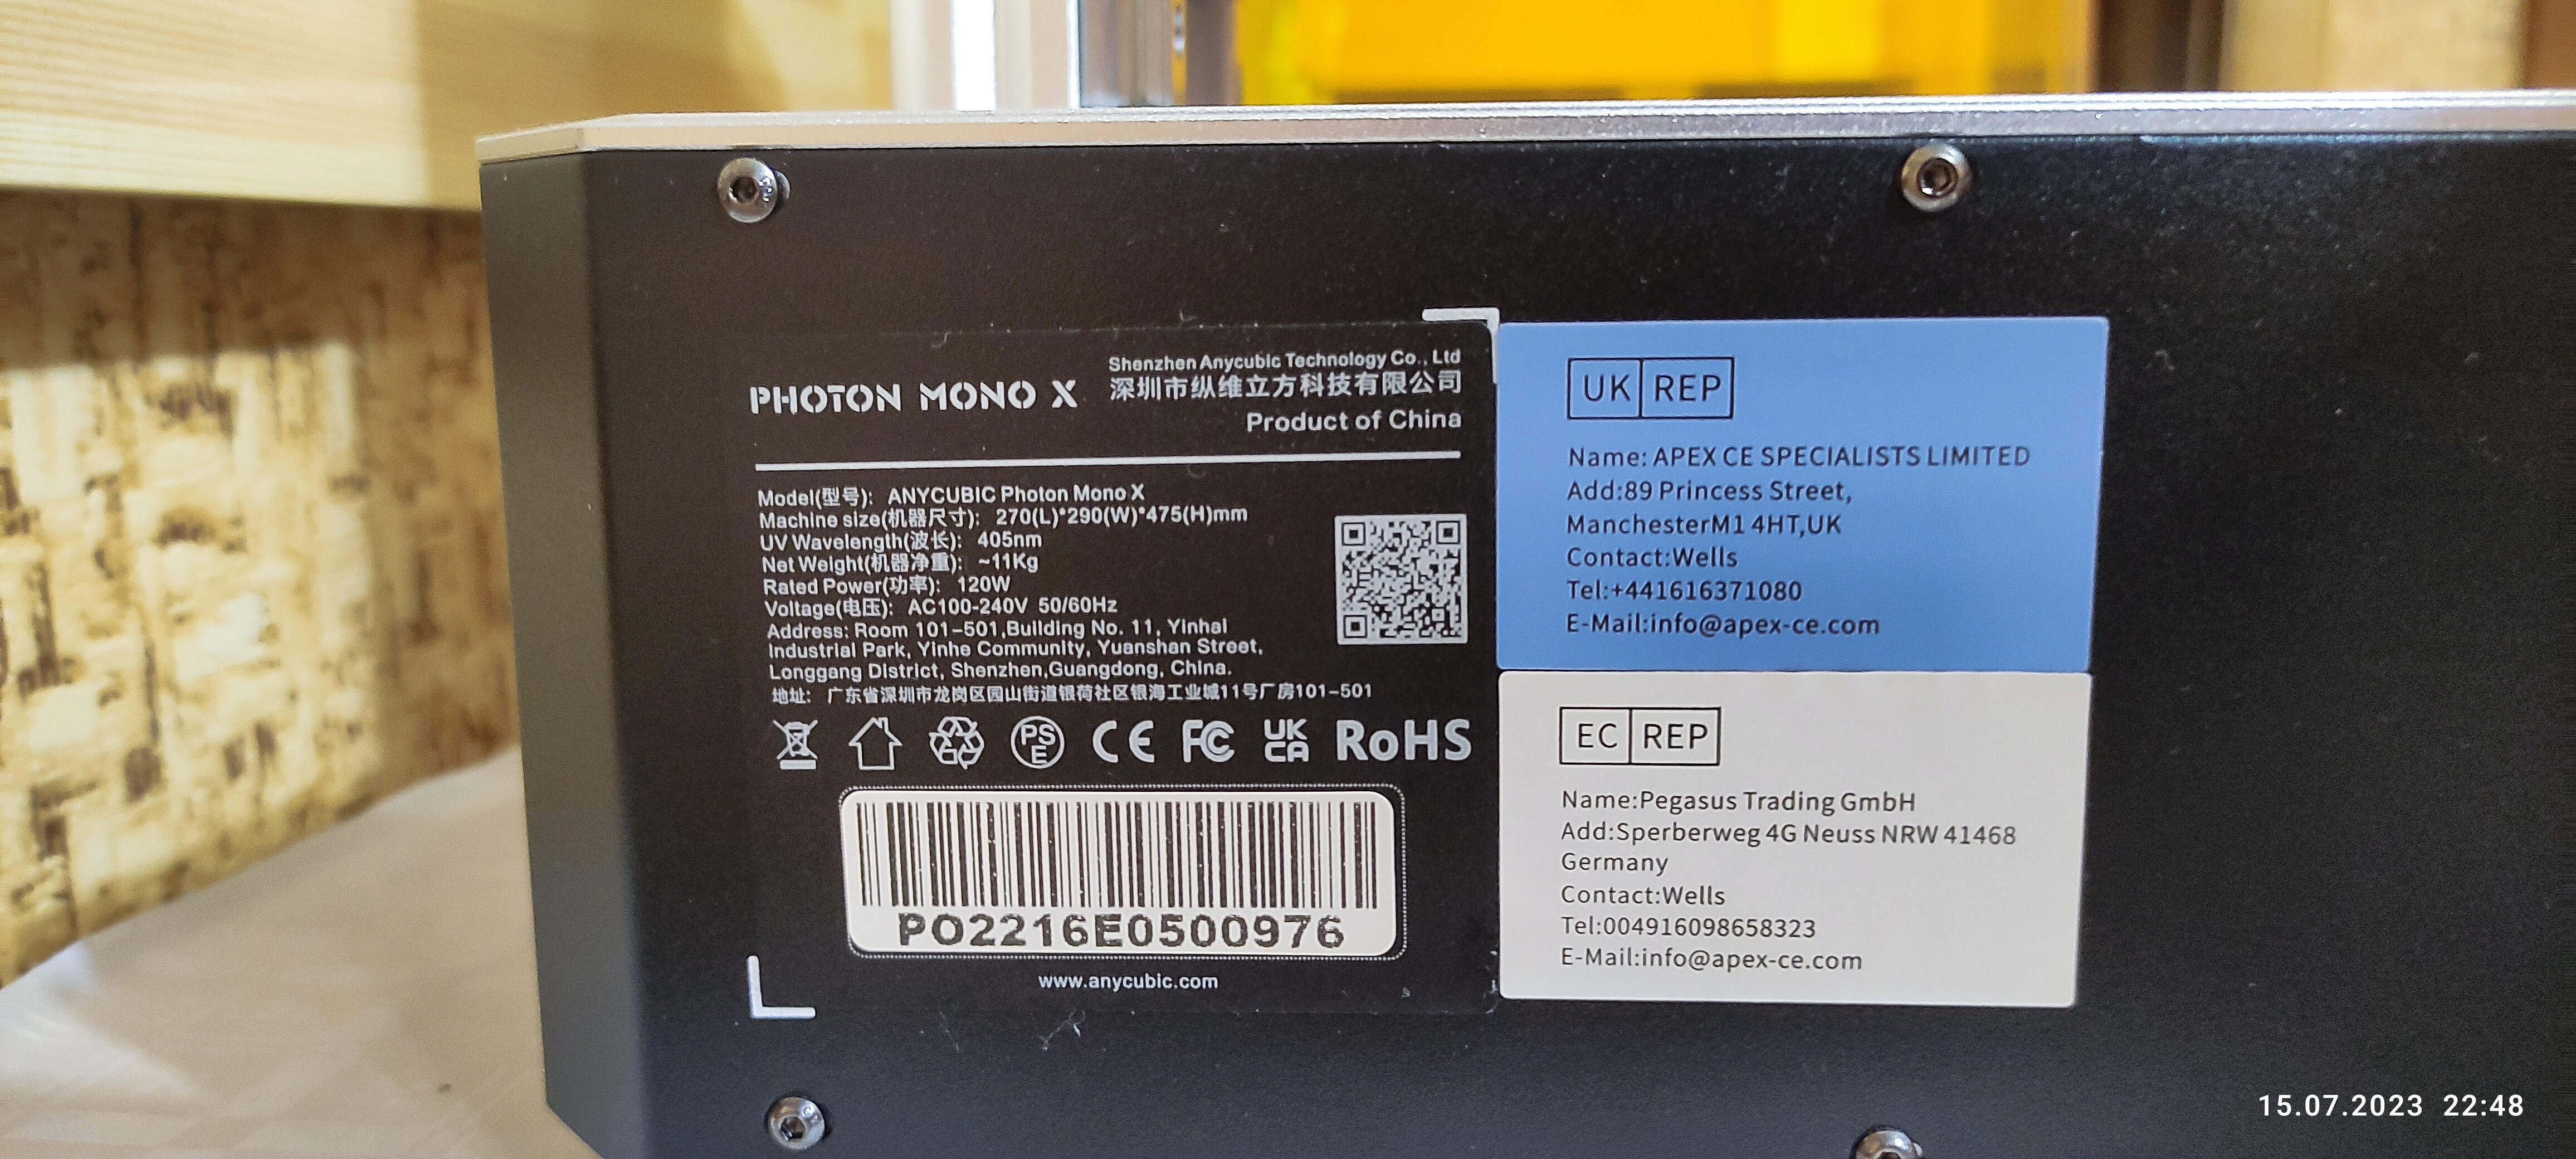 Shenzhen Anycubic Technology Co., Ltd
PHOTON MONO X
深圳市纵维立方科技有限公司
Product of China
Model(型号): ANYCUBIC Photon Mono X
Machine size(机器尺寸): 270(L)*290(W)*475(H)mm
UV Wavelength(波长): 405nm
Net Weight(机器净重): ~11Kg
Rated Power(功率): 120W
Voltage(电压): AC100-240V 50/60Hz
Address: Room 101-501,Building No. 11, Yinhai
Industrial Park, Yinhe Community, Yuanshan Street,
Longgang District, Shenzhen,Guangdong, China.
地址: 广东省深圳市龙岗区园山街道银荷社区银海工业城11号厂房101-501
PS
E
CE
FC
UK
CA
RoHS
PO2216E0500976
www.anycubic.com
UK REP
Name: APEX CE SPECIALISTS LIMITED
Add:89 Princess Street,
ManchesterM1 4HT,UK
Contact:Wells
Tel:+441616371080
E-Mail:info@apex-ce.com
EC REP
Name:Pegasus Trading GmbH
Add:Sperberweg 4G Neuss NRW 41468
Germany
Contact:Wells
Tel:004916098658323
E-Mail:info@apex-ce.com
15.07.2023 22:48